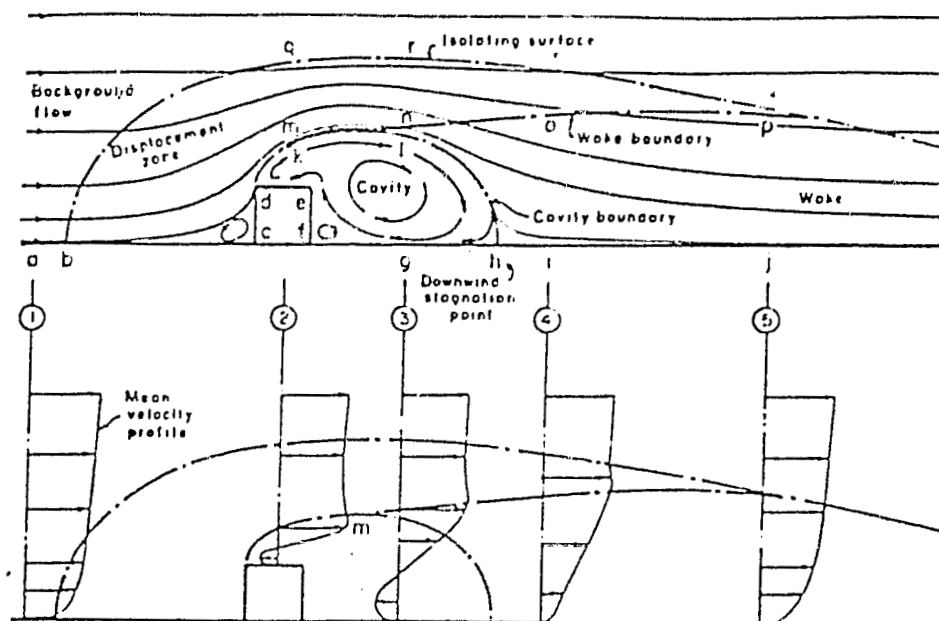 q
r
Isolating surface
Background
flow
Displacement
zone
m
n
o
p
Wake boundary
k
l
Cavity
Wake
d
e
Cavity boundary
c
f
a
b
g
h
i
j
Downwind
stagnation
point
1
2
3
4
5
Mean
velocity
profile
m